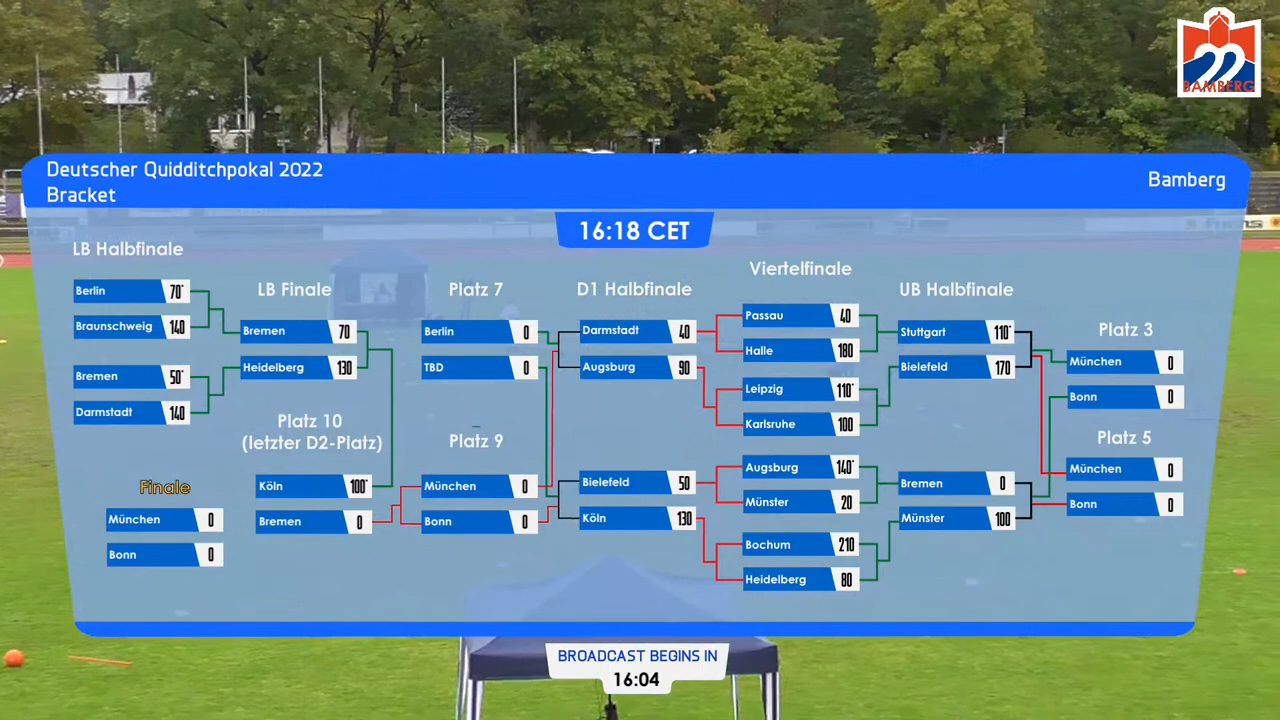 BAMBERG
Deutscher Quidditchpokal 2022
Bracket
Bamberg
16:18 CET
LB Halbfinale
Berlin 70*
Braunschweig 140
Bremen 50*
Darmstadt 140
LB Finale
Bremen 70
Heidelberg 130
Platz 10
(letzter D2-Platz)
Köln 100*
Bremen 0
Finale
München 0
Bonn 0
Platz 7
Berlin 0
TBD 0
Platz 9
München 0
Bonn 0
D1 Halbfinale
Darmstadt 40
Augsburg 90
Bielefeld 50
Köln 130
Viertelfinale
Passau 40
Halle 180
Leipzig 110*
Karlsruhe 100
Augsburg 140*
Münster 20
Bochum 210
Heidelberg 80
UB Halbfinale
Stuttgart 110*
Bielefeld 170
Bremen 0
Münster 100
Platz 3
München 0
Bonn 0
Platz 5
München 0
Bonn 0
BROADCAST BEGINS IN
16:04